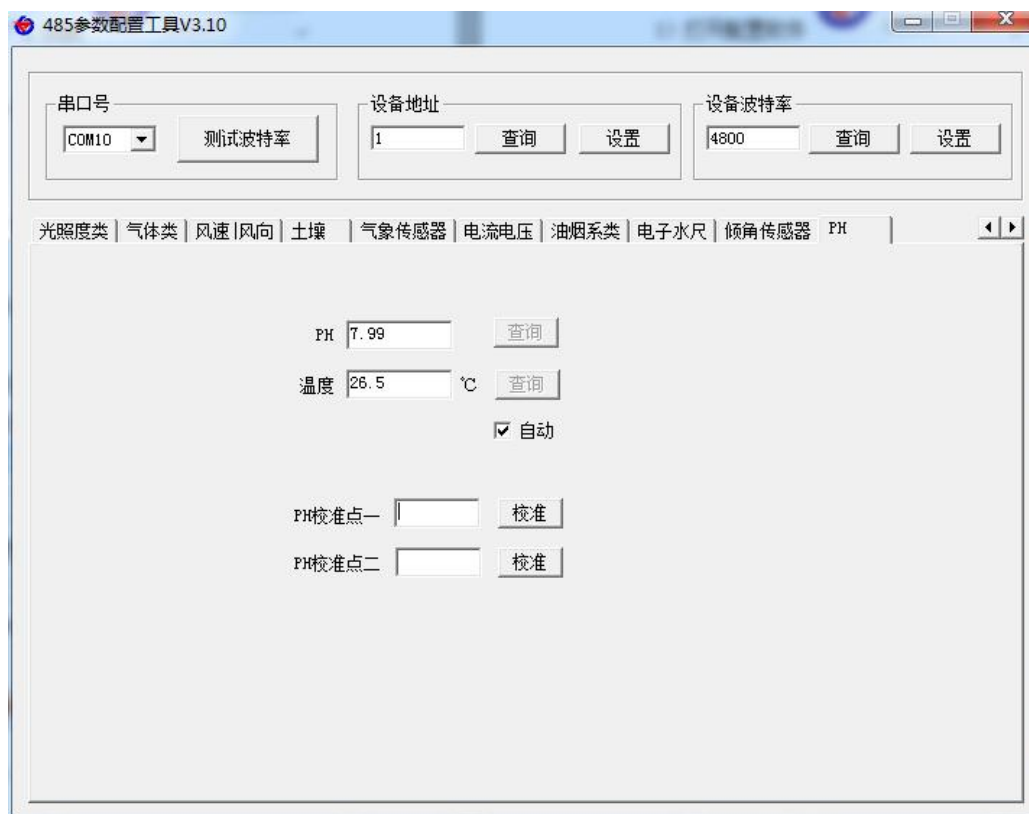 485参数配置工具V3.10
串口号
COM10
测试波特率
设备地址
1
查询
设置
设备波特率
4800
查询
设置
光照度类 气体类 风速|风向 土壤 气象传感器 电流电压 油烟系类 电子水尺 倾角传感器 PH
PH 7.99 查询
温度 26.5 ℃ 查询
自动
PH校准点一 校准
PH校准点二 校准